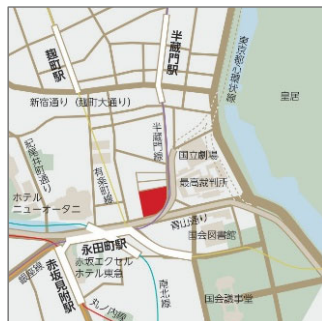 麹町駅
半蔵門駅
東京都心環状線
皇居
新宿通り（麹町大通り）
紀尾井町通り
半蔵門線
有楽町線
国立劇場
最高裁判所
ホテル
ニューオータニ
青山通り
永田町駅
国会図書館
赤坂エクセル
ホテル東急
銀座線
赤坂見附駅
丸ノ内線
南北線
国会議事堂